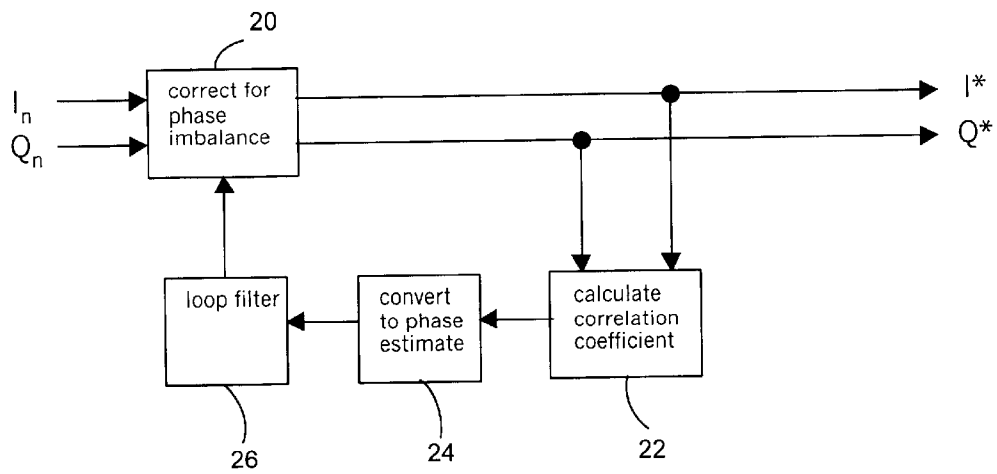 20
correct for
phase
imbalance
I_n
Q_n
I*
Q*
loop filter
convert
to phase
estimate
calculate
correlation
coefficient
26
24
22